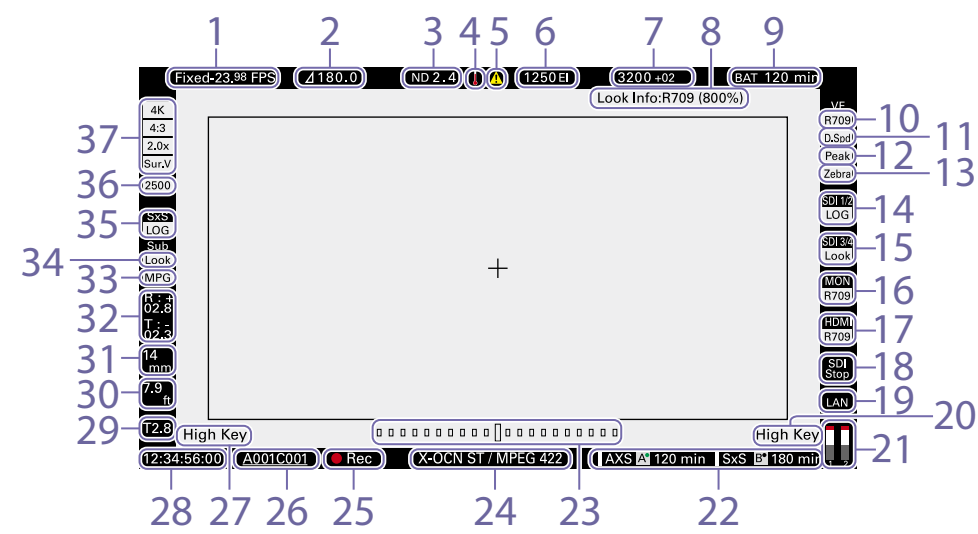 1 2 3 4 5 6 7 8 9
Fixed-23.98 FPS ⊿180.0 ND 2.4 1250EI 3200 +02 BAT 120 min
Look Info:R709 (800%)
VF
R709 10
D.Spd 11
Peak 12
Zebra 13
SDI 1/2
LOG 14
SDI 3/4
Look 15
MON
R709 16
HDMI
R709 17
SDI
Stop 18
LAN 19
20
21
1 2
37 4K
4:3
2.0x
Sur.V
36 2500
35 SxS
LOG
Sub
34 Look
33 MPG
32 R : +
02.8
T : -
02.3
31 14
mm
30 7.9
ft
29 T2.8
High Key High Key
12:34:56:00 A001C001 Rec X-OCN ST / MPEG 422 AXS A 120 min SxS B 180 min
28 27 26 25 24 23 22